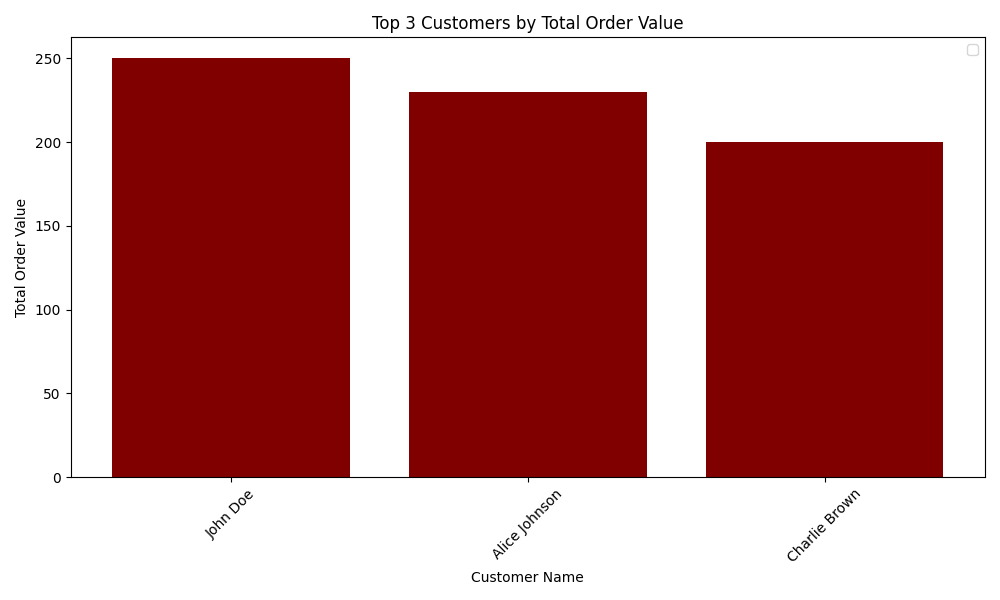 Top 3 Customers by Total Order Value
Total Order Value
250
200
150
100
50
0
John Doe
Alice Johnson
Charlie Brown
Customer Name